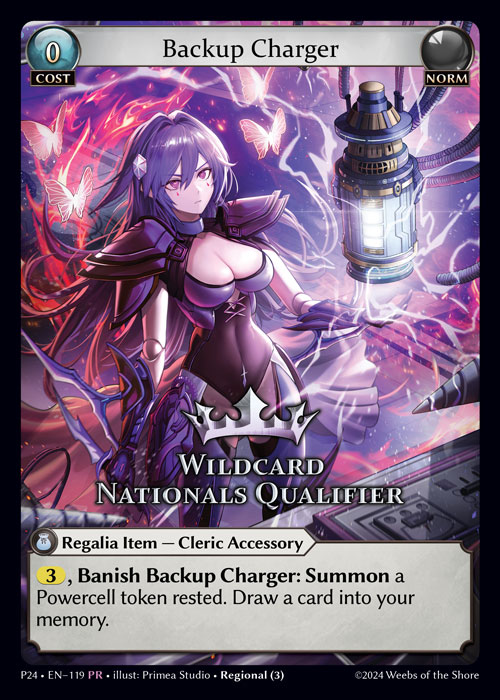 0
Backup Charger
COST
NORM
WILDCARD
NATIONALS QUALIFIER
Regalia Item — Cleric Accessory
3, Banish Backup Charger: Summon a
Powercell token rested. Draw a card into your
memory.
P24 • EN–119 PR • illust: Primea Studio • Regional (3)
©2024 Weebs of the Shore